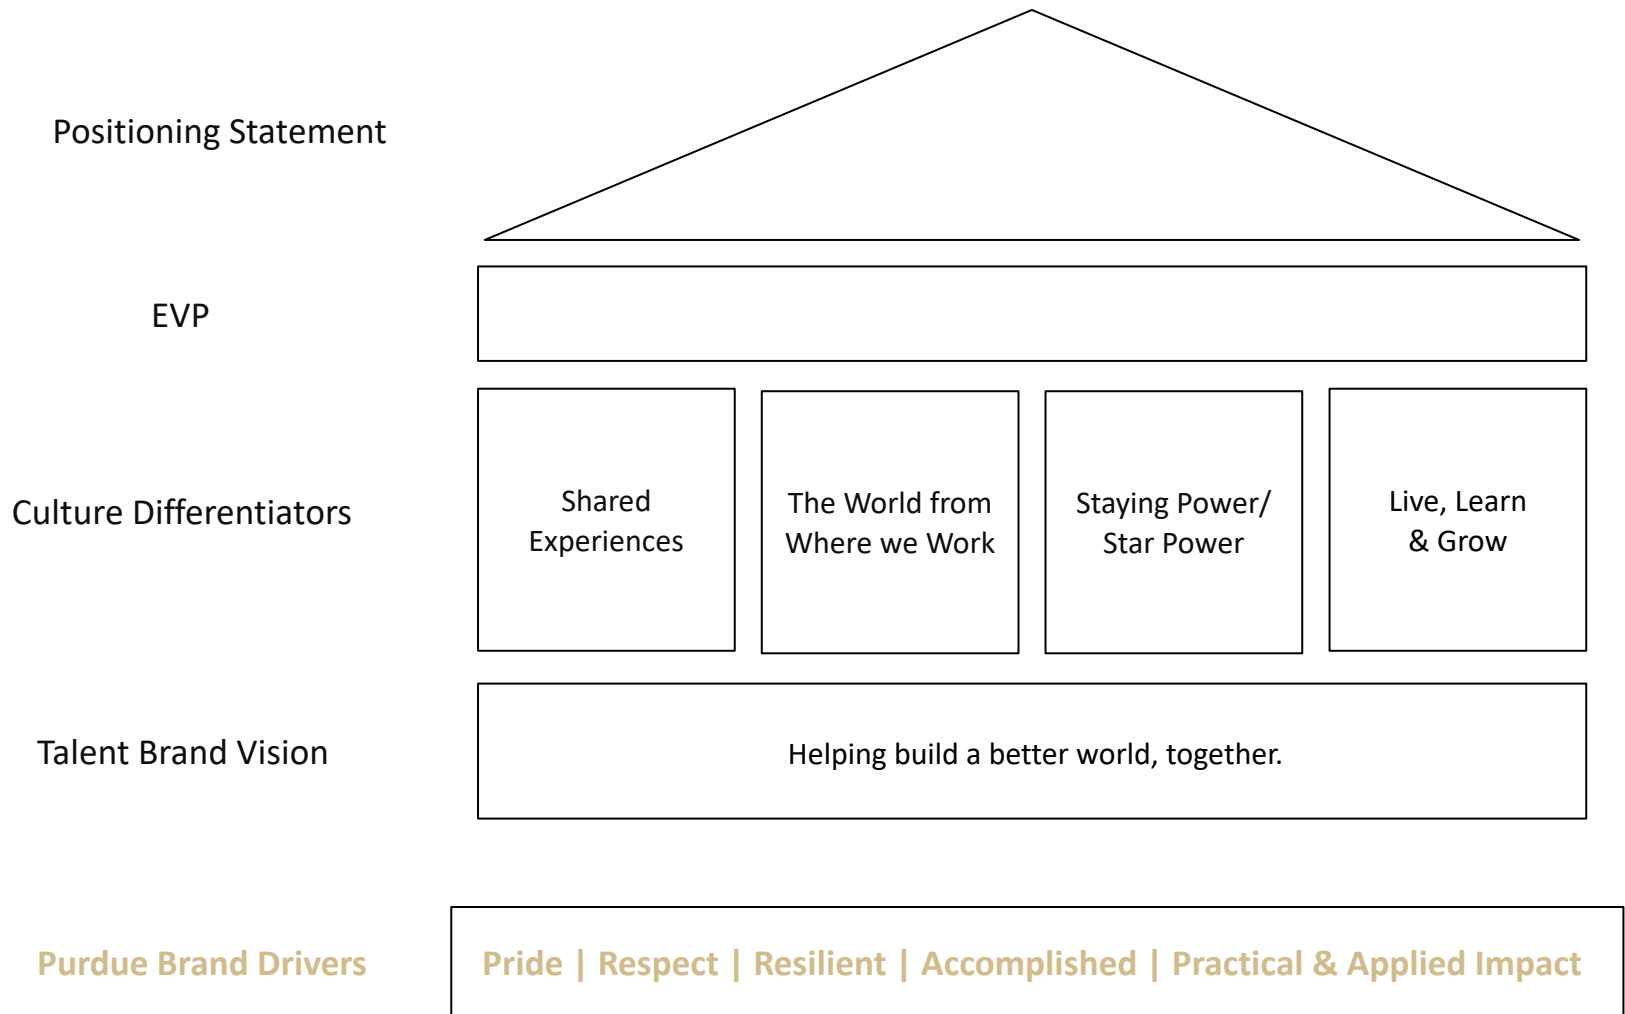 Positioning Statement
EVP
Culture Differentiators
Shared
Experiences
The World from
Where we Work
Staying Power/
Star Power
Live, Learn
& Grow
Talent Brand Vision
Helping build a better world, together.
Purdue Brand Drivers
Pride | Respect | Resilient | Accomplished | Practical & Applied Impact